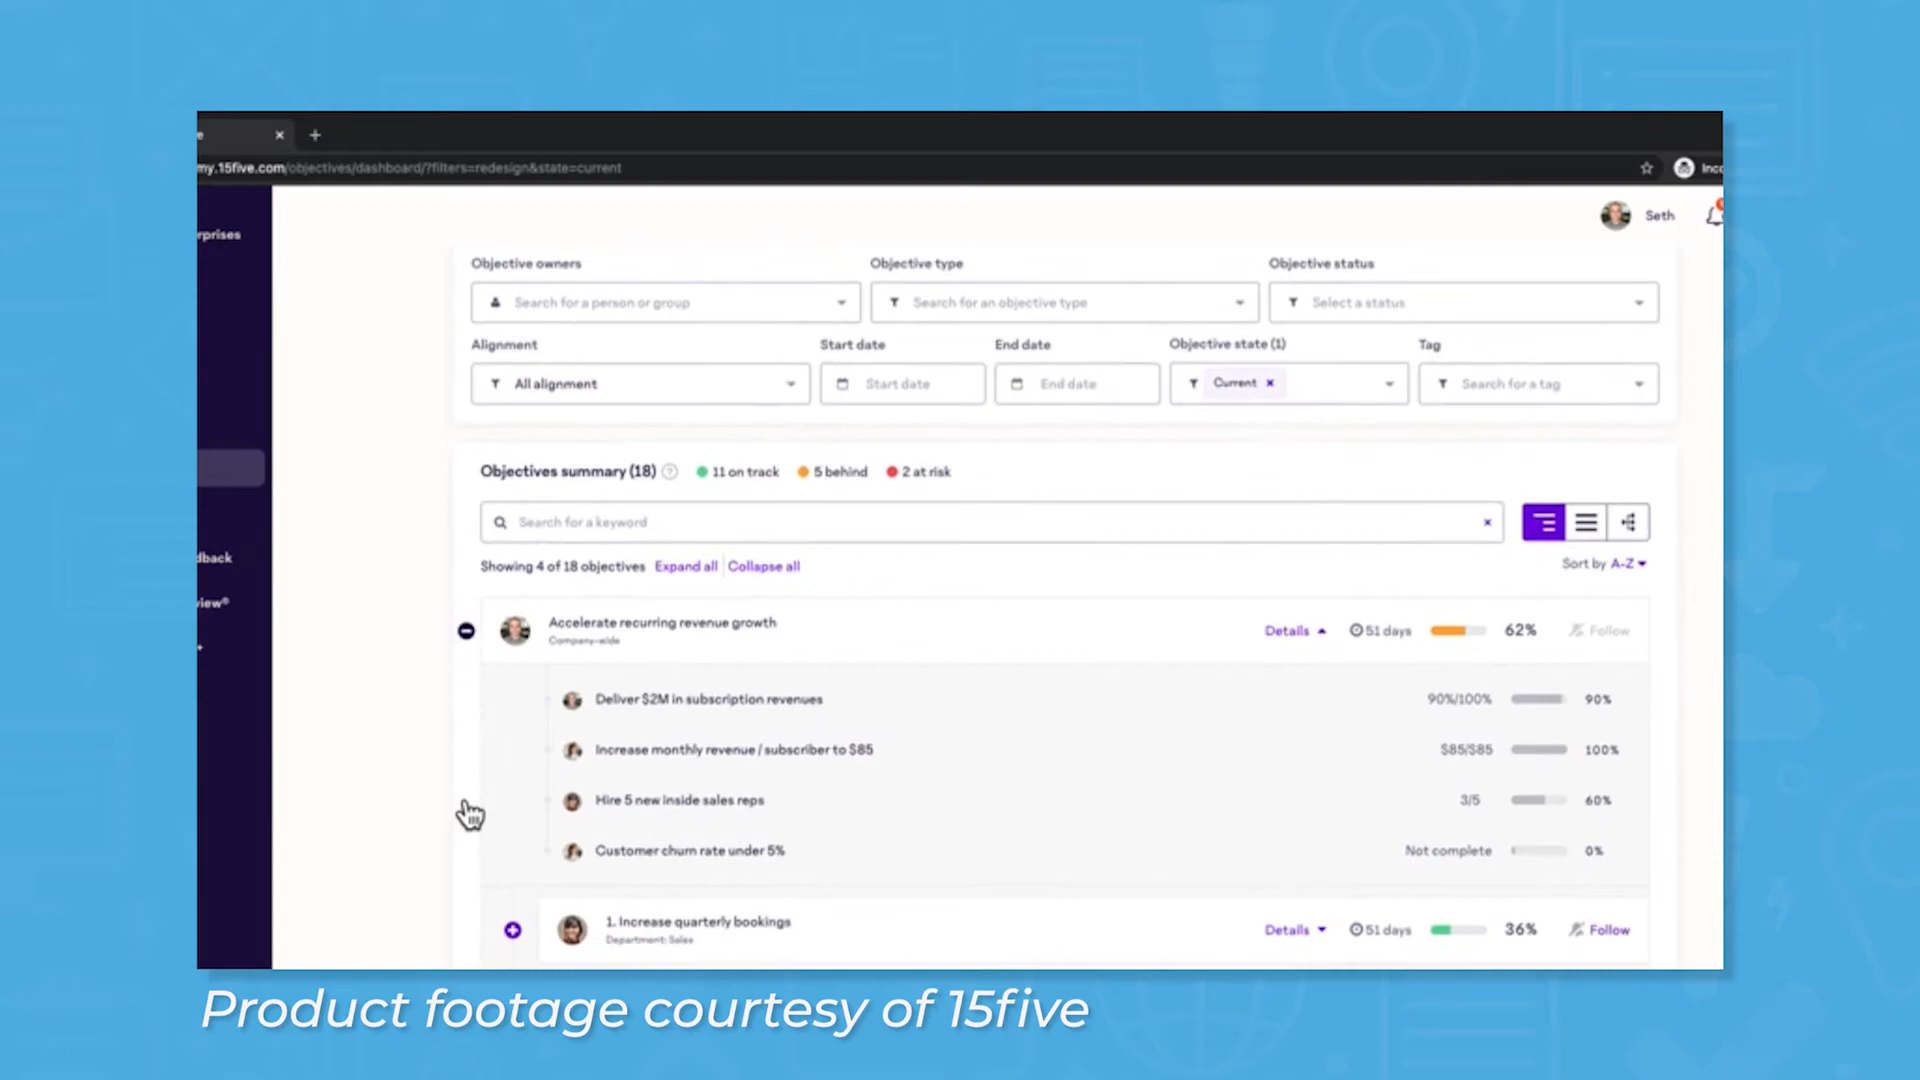 e × +
my.15five.com/objectives/dashboard/?filters=redesign&state=current
Inco
rprises
Seth
Objective owners Objective type Objective status
Search for a person or group Search for an objective type Select a status
Alignment Start date End date Objective state (1) Tag
All alignment Start date End date Current × Search for a tag
Objectives summary (18) ? 11 on track 5 behind 2 at risk
Search for a keyword ×
Showing 4 of 18 objectives Expand all Collapse all Sort by A-Z
dback
view®
Accelerate recurring revenue growth
Company-wide
Details 51 days 62% Follow
Deliver $2M in subscription revenues 90%/100% 90%
Increase monthly revenue / subscriber to $85 $85/$85 100%
Hire 5 new inside sales reps 3/5 60%
Customer churn rate under 5% Not complete 0%
1. Increase quarterly bookings
Department: Sales
Details 51 days 36% Follow
Product footage courtesy of 15five